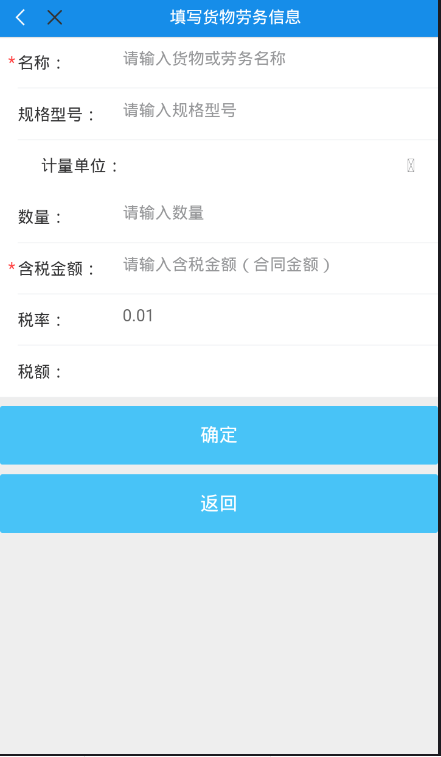 填写货物劳务信息
*名称： 请输入货物或劳务名称
规格型号： 请输入规格型号
计量单位：
数量： 请输入数量
*含税金额： 请输入含税金额（合同金额）
税率： 0.01
税额：
确定
返回